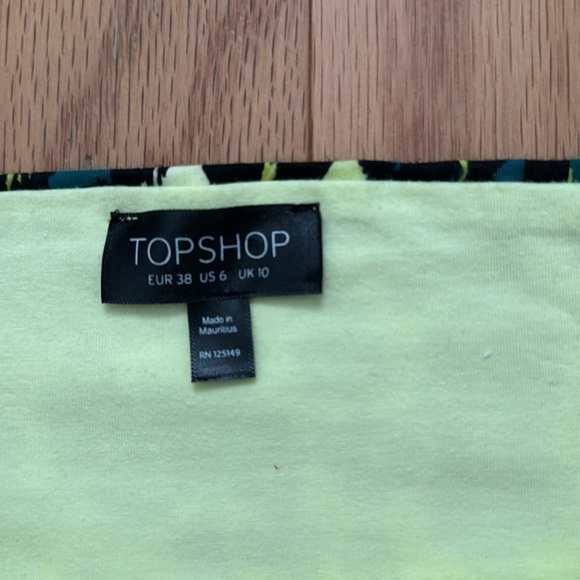 TOPSHOP
EUR 38 US 6 UK 10
Made in
Mauritius
RN 125149